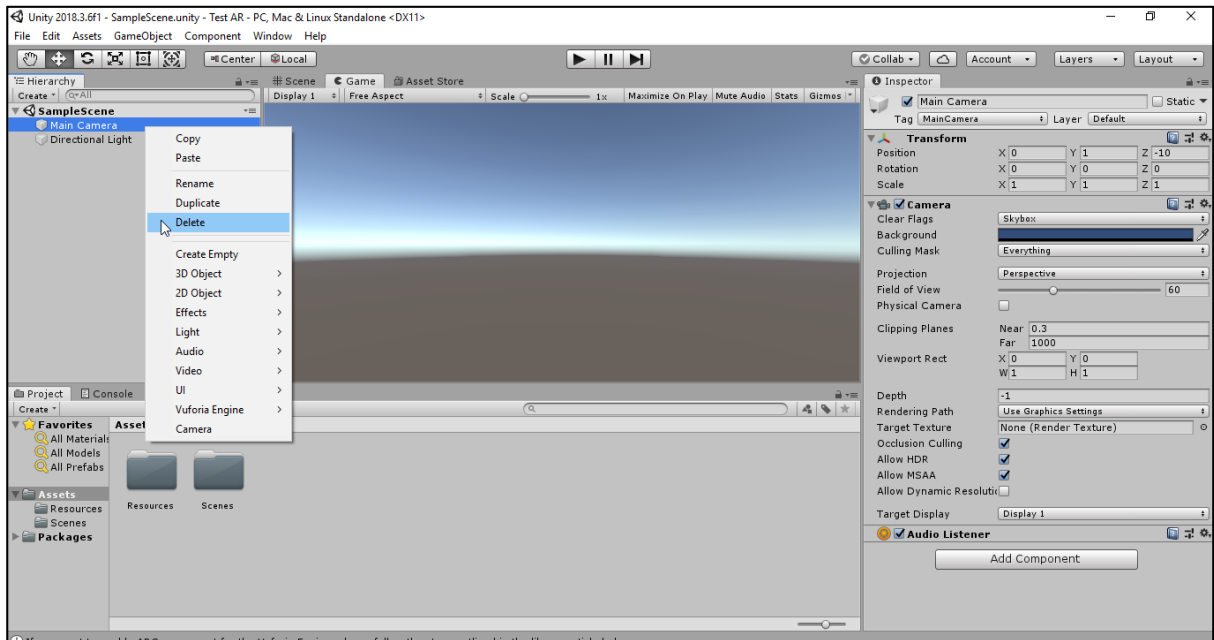 Unity 2018.3.6f1 - SampleScene.unity - Test AR - PC, Mac & Linux Standalone <DX11>
File Edit Assets GameObject Component Window Help
Center Local Collab Account Layers Layout
Hierarchy
Create All
SampleScene
Main Camera
Directional Light
Copy
Paste
Rename
Duplicate
Delete
Create Empty
3D Object
2D Object
Effects
Light
Audio
Video
UI
Vuforia Engine
Camera
Scene Game Asset Store
Display 1 Free Aspect Scale 1x Maximize On Play Mute Audio Stats Gizmos
Inspector
Main Camera Static
Tag MainCamera Layer Default
Transform
Position X 0 Y 1 Z -10
Rotation X 0 Y 0 Z 0
Scale X 1 Y 1 Z 1
Camera
Clear Flags Skybox
Background
Culling Mask Everything
Projection Perspective
Field of View 60
Physical Camera
Clipping Planes Near 0.3
Far 1000
Viewport Rect X 0 Y 0
W 1 H 1
Depth -1
Rendering Path Use Graphics Settings
Target Texture None (Render Texture)
Occlusion Culling
Allow HDR
Allow MSAA
Allow Dynamic Resolutio
Target Display Display 1
Audio Listener
Add Component
Project Console
Create
Favorites
All Materials
All Models
All Prefabs
Assets
Resources
Scenes
Packages
Asset
Resources Scenes